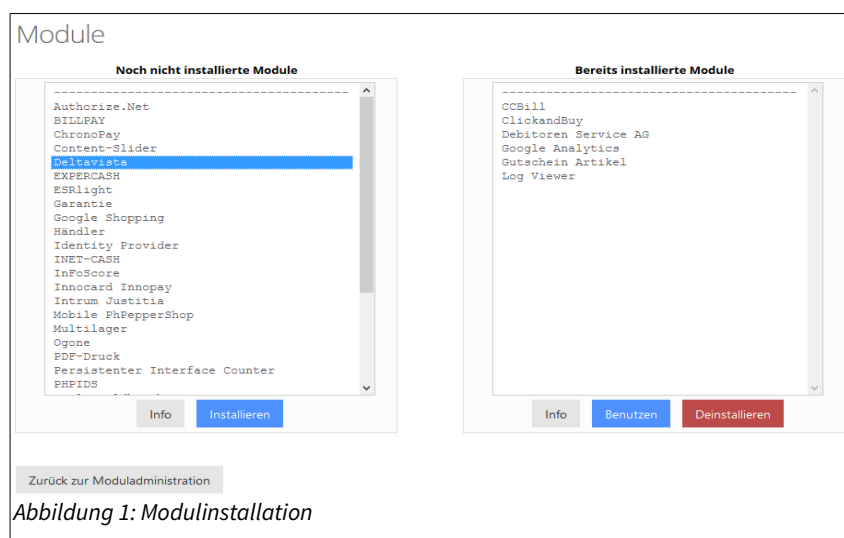 Module
Noch nicht installierte Module
----------------------------------------
Authorize.Net
BILLPAY
ChronoPay
Content-Slider
Deltavista
EXPERCASH
ESRlight
Garantie
Google Shopping
Händler
Identity Provider
INET-CASH
InFoScore
Innocard Innopay
Intrum Justitia
Mobile PhPepperShop
Multilager
Ogone
PDF-Druck
Persistenter Interface Counter
PHPIDS
Info Installieren
Bereits installierte Module
----------------------------------------
CCBill
ClickandBuy
Debitoren Service AG
Google Analytics
Gutschein Artikel
Log Viewer
Info Benutzen Deinstallieren
Zurück zur Moduladministration
Abbildung 1: Modulinstallation